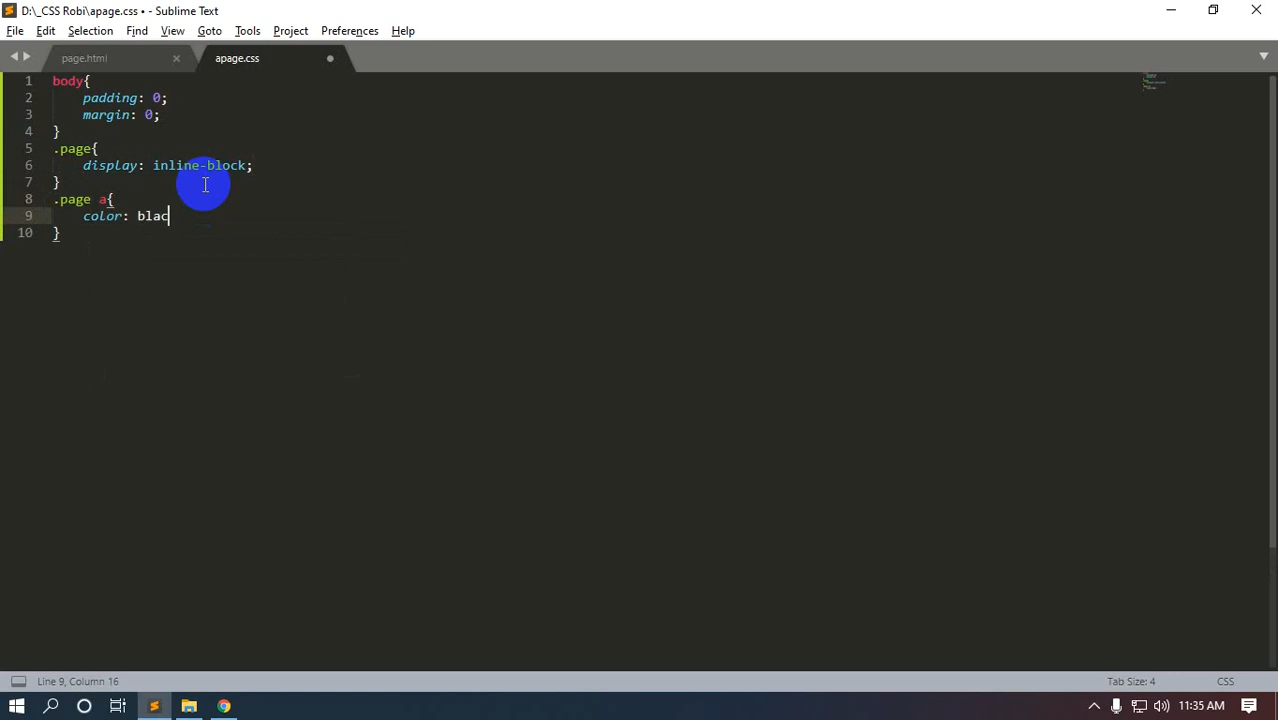 D:\_CSS Robi\apage.css • - Sublime Text
File Edit Selection Find View Goto Tools Project Preferences Help
page.html apage.css
1 body{
2 padding: 0;
3 margin: 0;
4 }
5 .page{
6 display: inline-block;
7 }
8 .page a{
9 color: blac
10 }
Line 9, Column 16 Tab Size: 4 CSS
11:35 AM